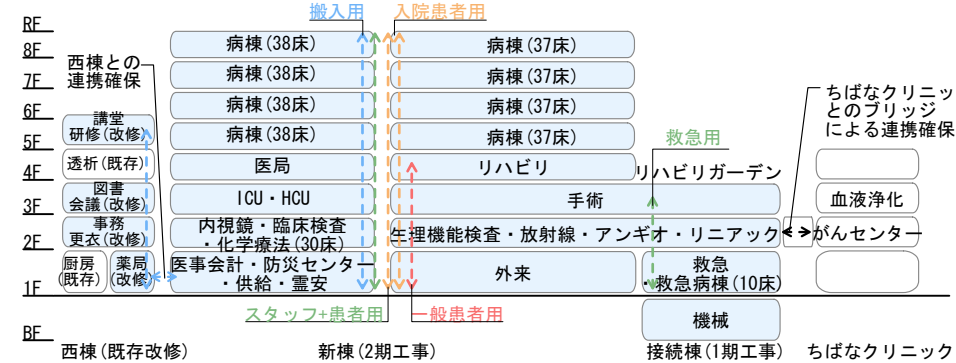 搬入用
入院患者用
RF
8F
7F
6F
5F
4F
3F
2F
1F
BF
病棟(38床)
病棟(37床)
病棟(38床)
病棟(37床)
病棟(38床)
病棟(37床)
病棟(38床)
病棟(37床)
西棟との
連携確保
講堂
研修(改修)
透析(既存)
図書
会議(改修)
事務
更衣(改修)
厨房
(既存)
薬局
(改修)
医局
リハビリ
リハビリガーデン
ICU・HCU
手術
内視鏡・臨床検査
・化学療法(30床)
生理機能検査・放射線・アンギオ・リニアック
医事会計・防災センター
・供給・霊安
外来
救急
・救急病棟(10床)
機械
救急用
ちばなクリニッ
とのブリッジ
による連携確保
血液浄化
がんセンター
スタッフ+患者用
一般患者用
西棟(既存改修)
新棟(2期工事)
接続棟(1期工事)
ちばなクリニック